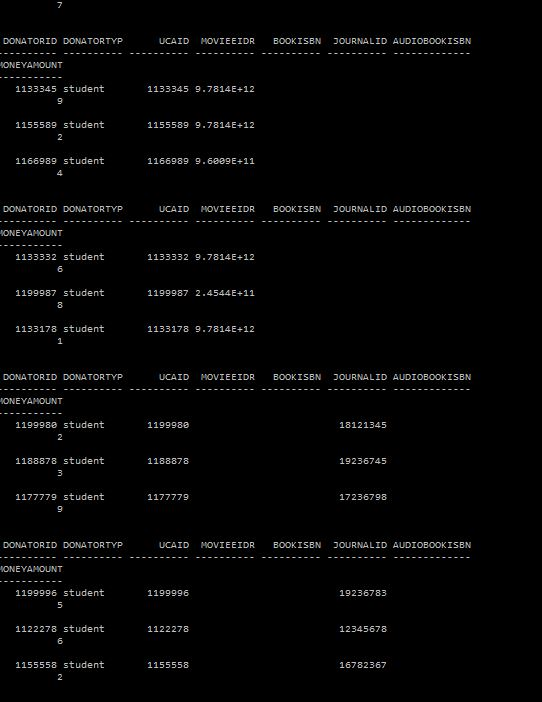 7
DONATORID DONATORTYP UCAID MOVIEEIDR BOOKISBN JOURNALID AUDIOBOOKISBN
---------- ---------- ---------- ---------- ---------- ---------- -------------
MONEYAMOUNT
-----------
1133345 student 1133345 9.7814E+12
9
1155589 student 1155589 9.7814E+12
2
1166989 student 1166989 9.6009E+11
4
DONATORID DONATORTYP UCAID MOVIEEIDR BOOKISBN JOURNALID AUDIOBOOKISBN
---------- ---------- ---------- ---------- ---------- ---------- -------------
MONEYAMOUNT
-----------
1133332 student 1133332 9.7814E+12
6
1199987 student 1199987 2.4544E+11
8
1133178 student 1133178 9.7814E+12
1
DONATORID DONATORTYP UCAID MOVIEEIDR BOOKISBN JOURNALID AUDIOBOOKISBN
---------- ---------- ---------- ---------- ---------- ---------- -------------
MONEYAMOUNT
-----------
1199980 student 1199980 18121345
2
1188878 student 1188878 19236745
3
1177779 student 1177779 17236798
9
DONATORID DONATORTYP UCAID MOVIEEIDR BOOKISBN JOURNALID AUDIOBOOKISBN
---------- ---------- ---------- ---------- ---------- ---------- -------------
MONEYAMOUNT
-----------
1199996 student 1199996 19236783
5
1122278 student 1122278 12345678
6
1155558 student 1155558 16782367
2